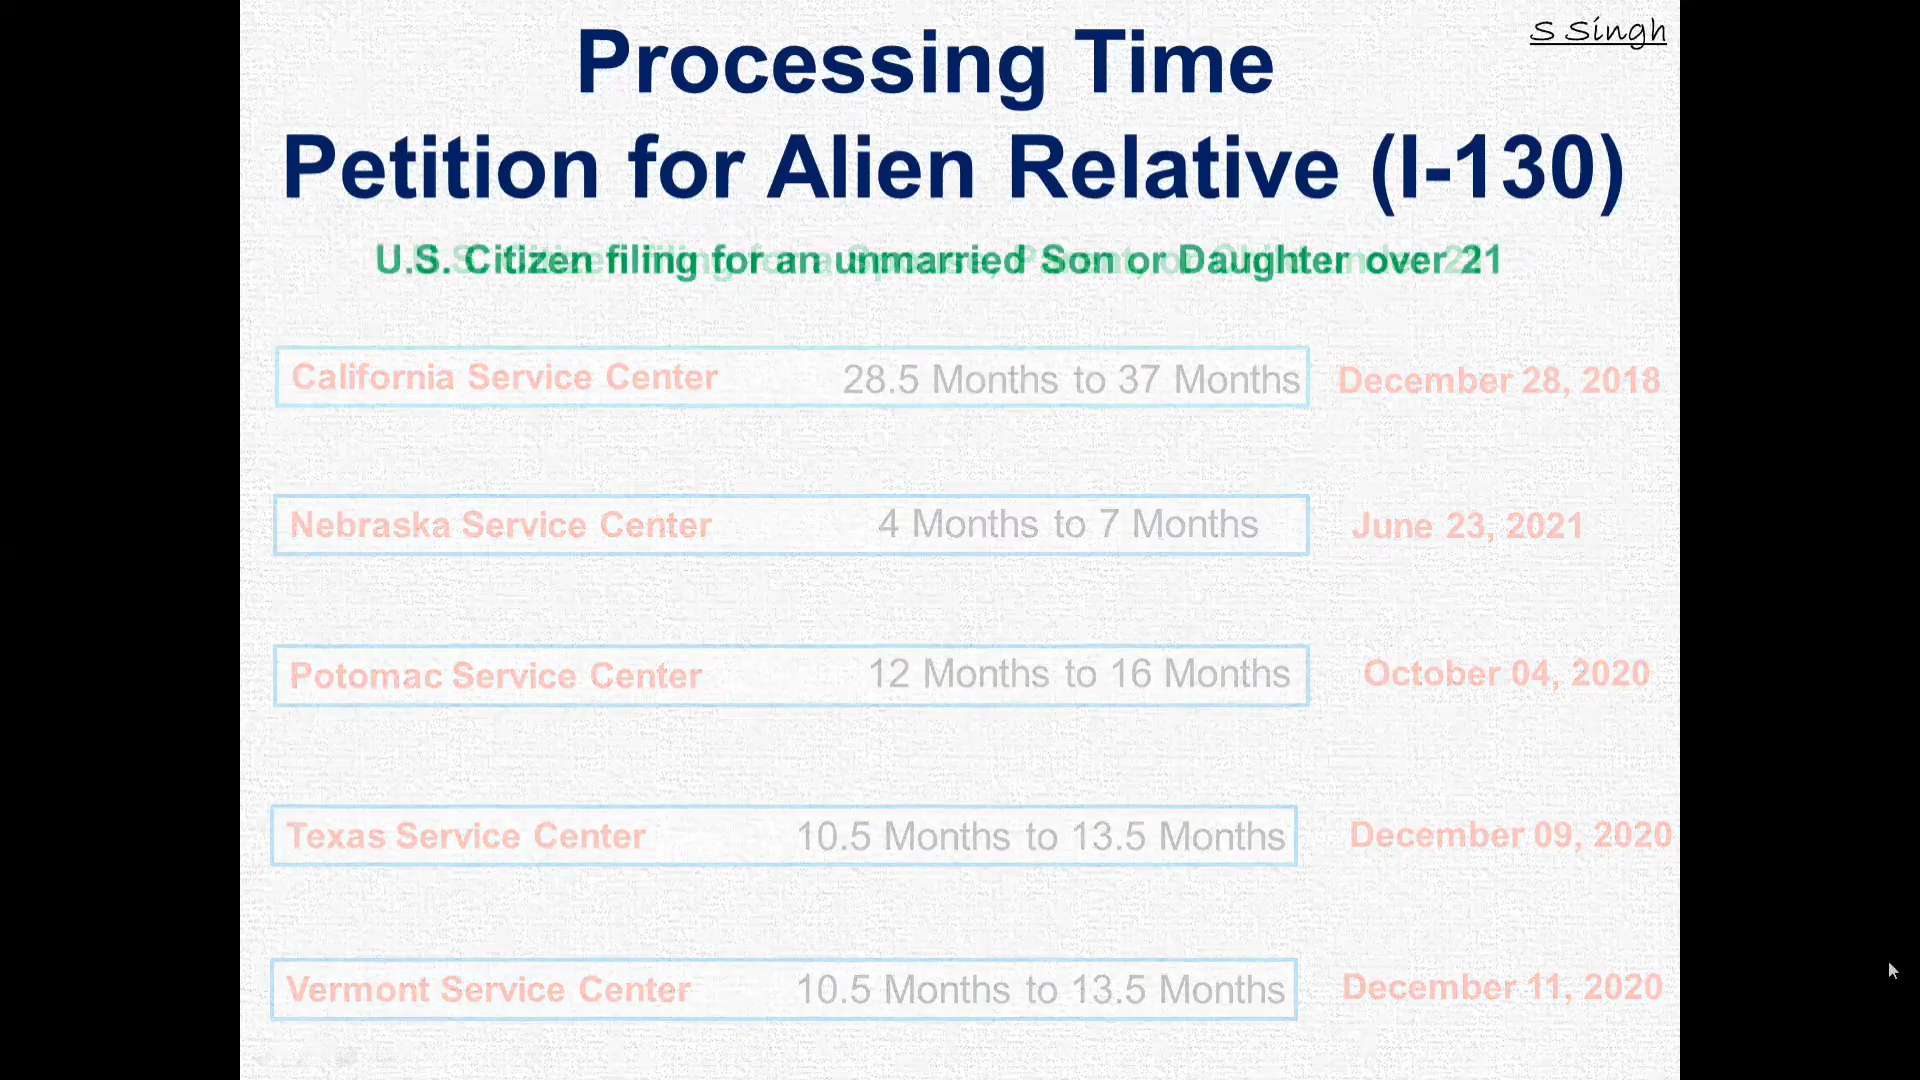 S Singh
Processing Time
Petition for Alien Relative (I-130)
U.S. Citizen filing for an unmarried Son or Daughter over 21
California Service Center 28.5 Months to 37 Months December 28, 2018
Nebraska Service Center 4 Months to 7 Months June 23, 2021
Potomac Service Center 12 Months to 16 Months October 04, 2020
Texas Service Center 10.5 Months to 13.5 Months December 09, 2020
Vermont Service Center 10.5 Months to 13.5 Months December 11, 2020